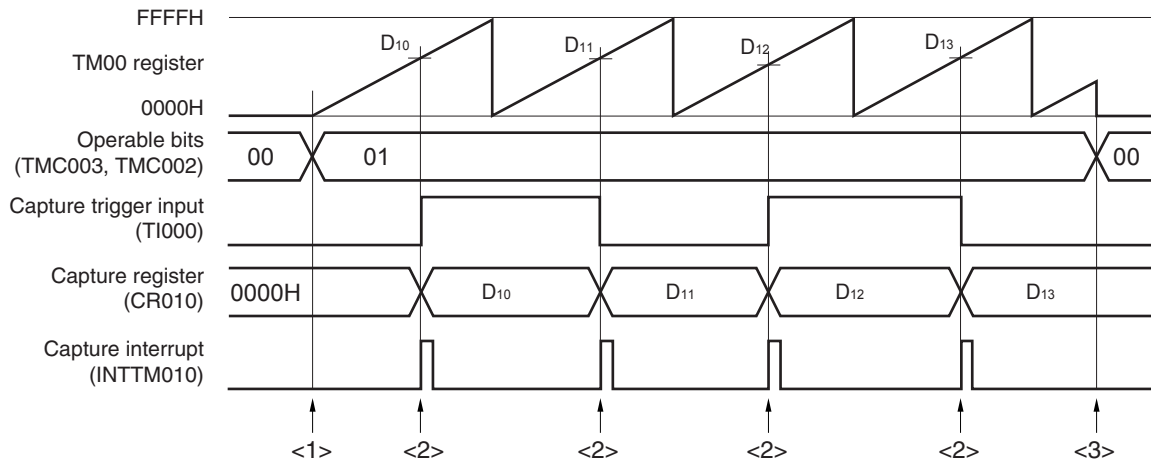 FFFFH
TM00 register
0000H
D10 D11 D12 D13
Operable bits
(TMC003, TMC002)
00 01 00
Capture trigger input
(TI000)
Capture register
(CR010)
0000H D10 D11 D12 D13
Capture interrupt
(INTTM010)
<1> <2> <2> <2> <2> <3>